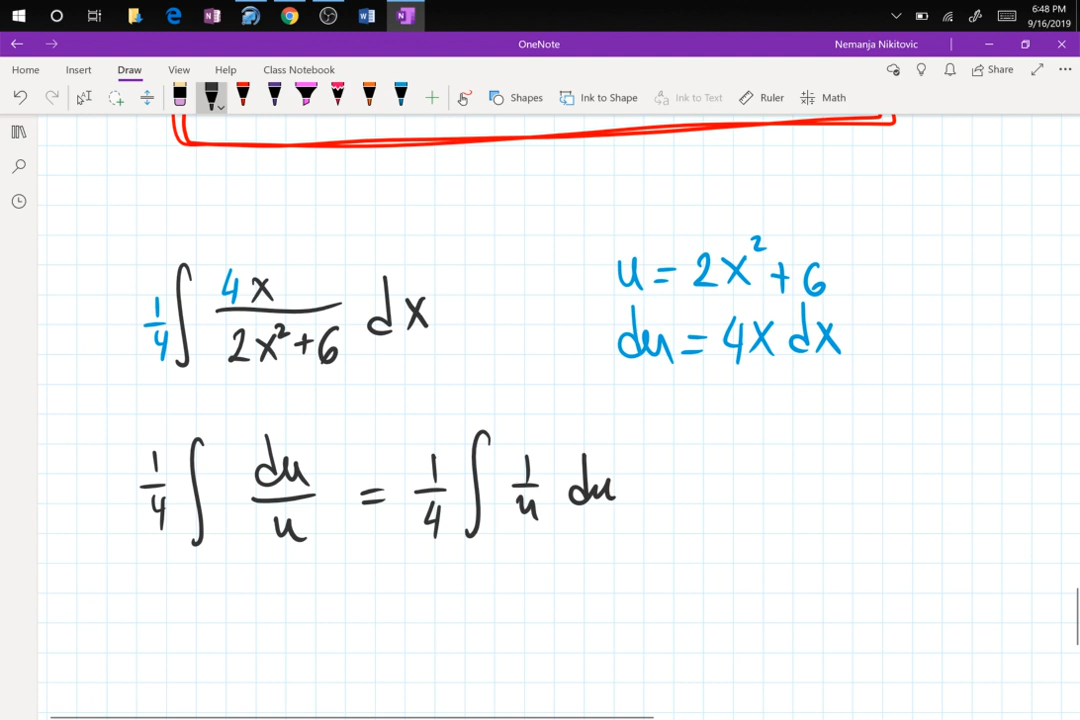 6:48 PM
9/16/2019
OneNote
Nemanja Nikitovic
Home Insert Draw View Help Class Notebook Share
Shapes Ink to Shape Ink to Text Ruler Math
1/4 ∫ 4x/(2x²+6) dx
u = 2x² + 6
du = 4x dx
1/4 ∫ du/u = 1/4 ∫ 1/u du